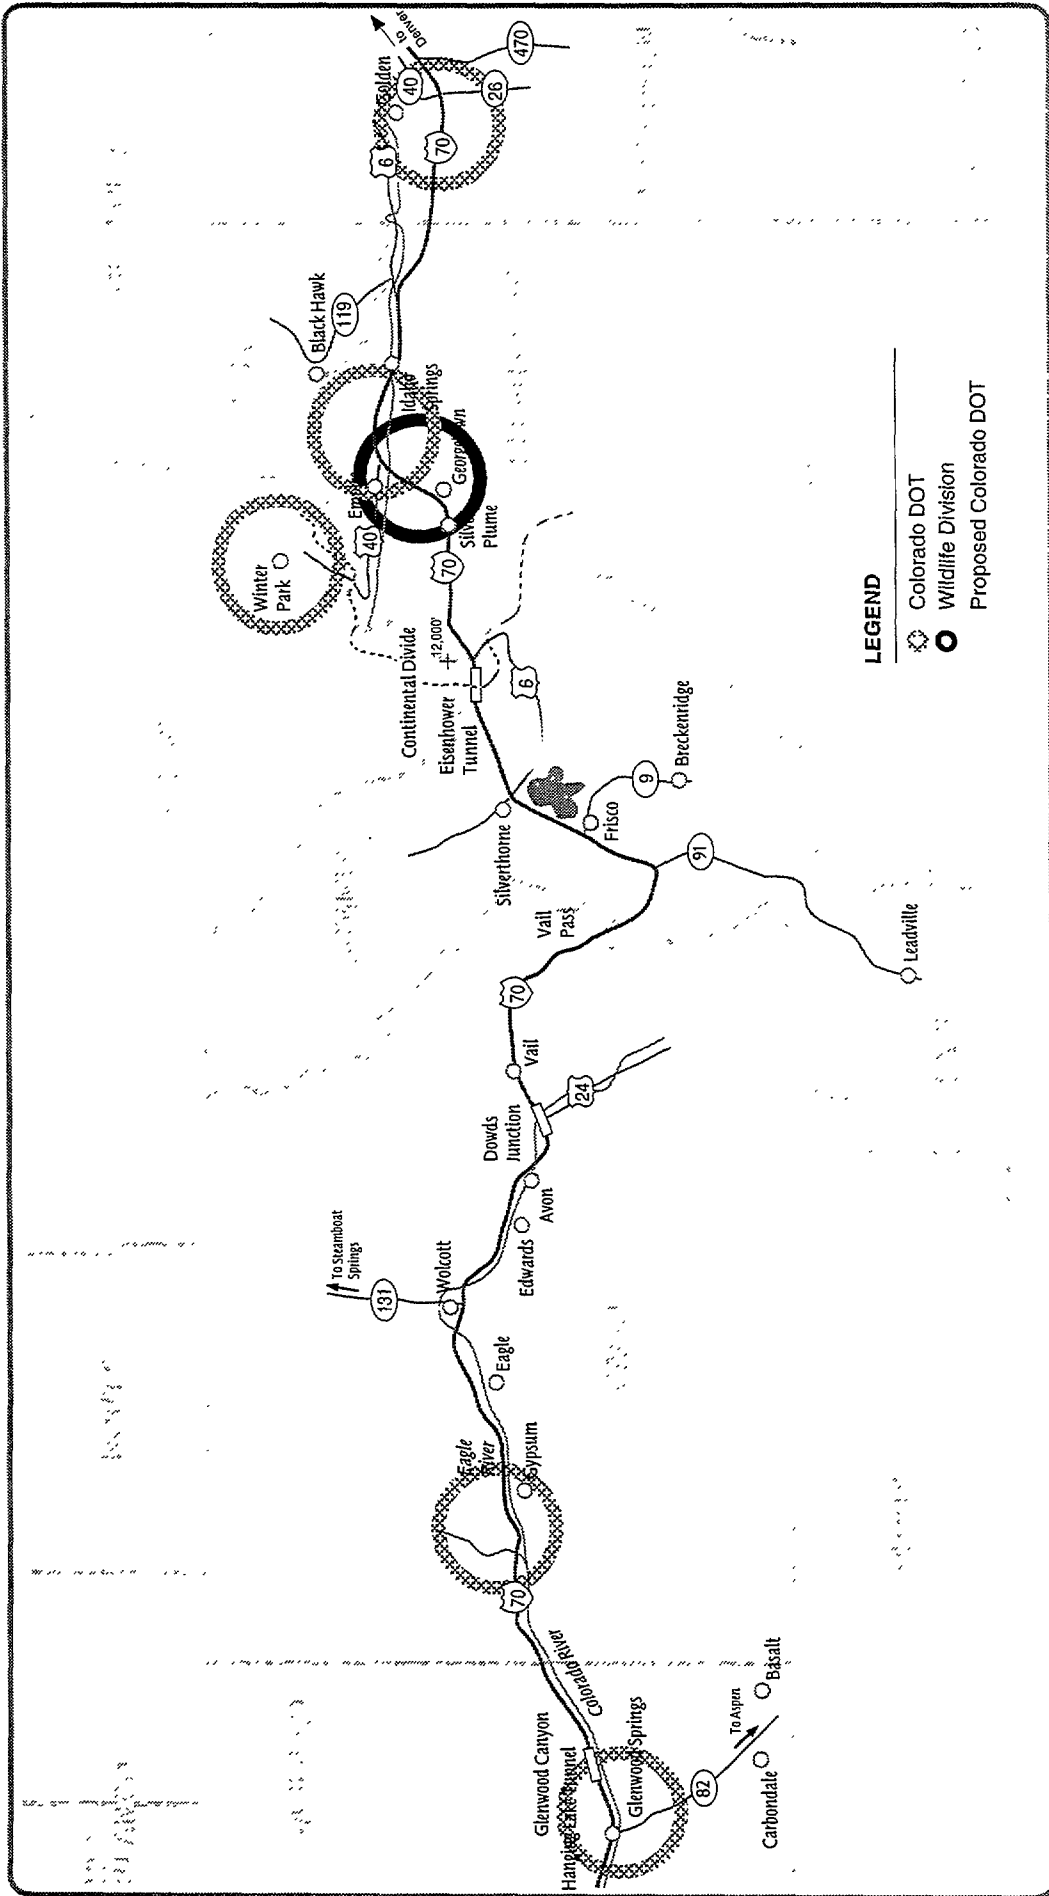 Glenwood Canyon
Hanging Lake Tunnel
Glenwood Springs
82
To Aspen
Carbondale
Basalt
Colorado River
70
Eagle
River
Gypsum
Eagle
Wolcott
131
To Steamboat
Springs
Edwards
Avon
Dowds
Junction
24
Vail
70
Vail
Pass
Leadville
91
Silverthorne
Frisco
9
Breckenridge
Continental Divide
12,000'
Eisenhower
Tunnel
6
Winter
Park
40
70
Silver
Plume
Georgetown
Idaho
Springs
Black Hawk
119
6
70
Golden
40
26
470
to
Denver
LEGEND
Colorado DOT
Wildlife Division
Proposed Colorado DOT